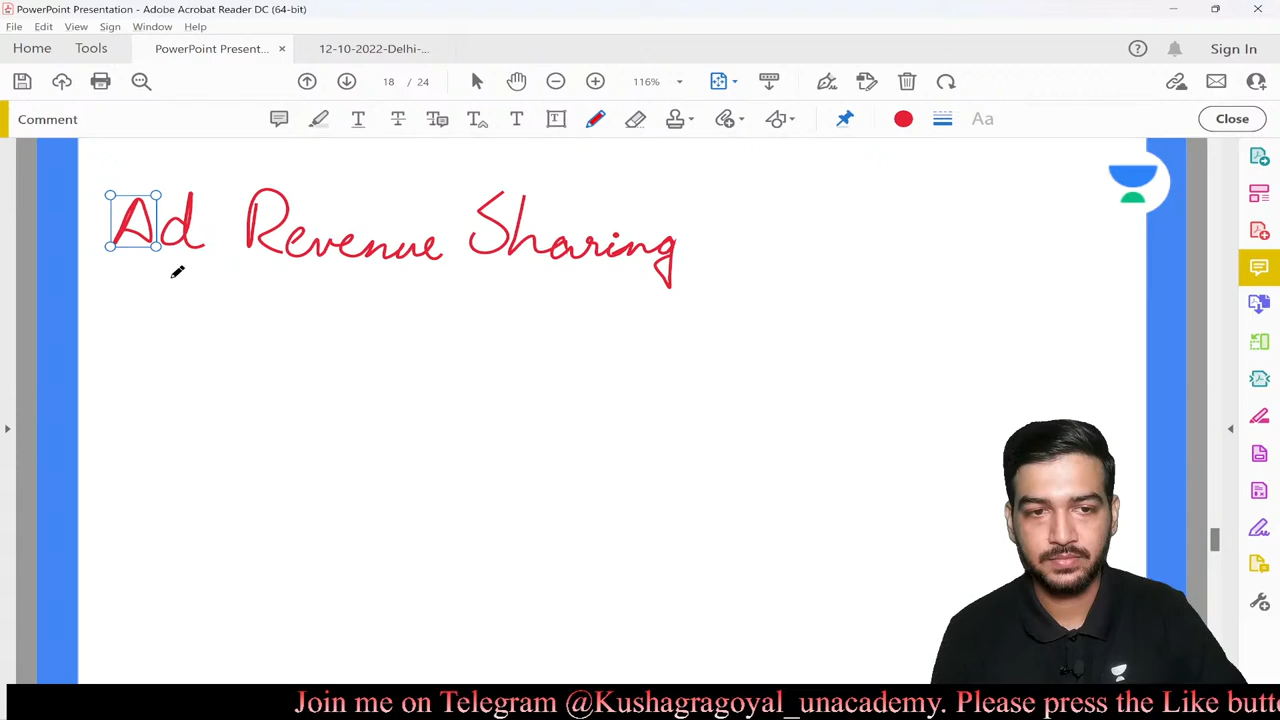 PowerPoint Presentation - Adobe Acrobat Reader DC (64-bit)
File Edit View Sign Window Help
Home Tools PowerPoint Present... × 12-10-2022-Delhi-... Sign In
18 / 24 116%
Comment Aa Close
Ad Revenue Sharing
Join me on Telegram @Kushagragoyal_unacademy. Please press the Like butt